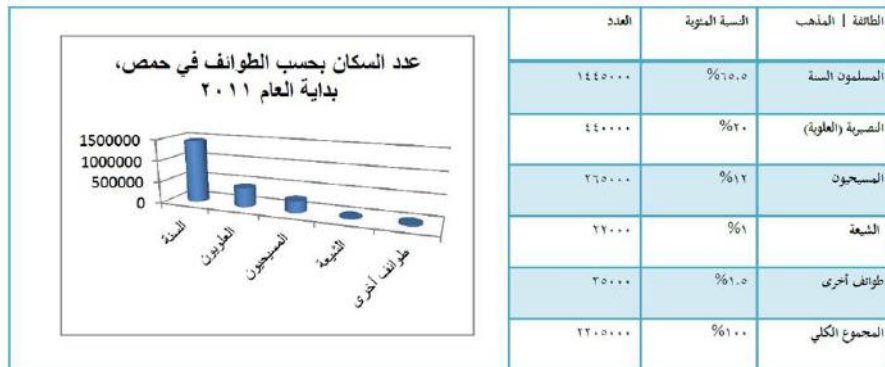 الطائفة | المذهب النسبة المئوية العدد
المسلمون السنة %٦٥.٥ ١٤٤٥٠٠٠
النصيرية (العلوية) %٢٠ ٤٤٠٠٠٠
المسيحيون %١٢ ٢٦٥٠٠٠
الشيعة %١ ٢٢٠٠٠
طوائف أخرى %١.٥ ٣٥٠٠٠
المجموع الكلي %١٠٠ ٢٢٠٥٠٠٠
عدد السكان بحسب الطوائف في حمص،
بداية العام ٢٠١١
1500000
1000000
500000
0
السنة
العلويون
المسيحيون
الشيعة
طوائف أخرى